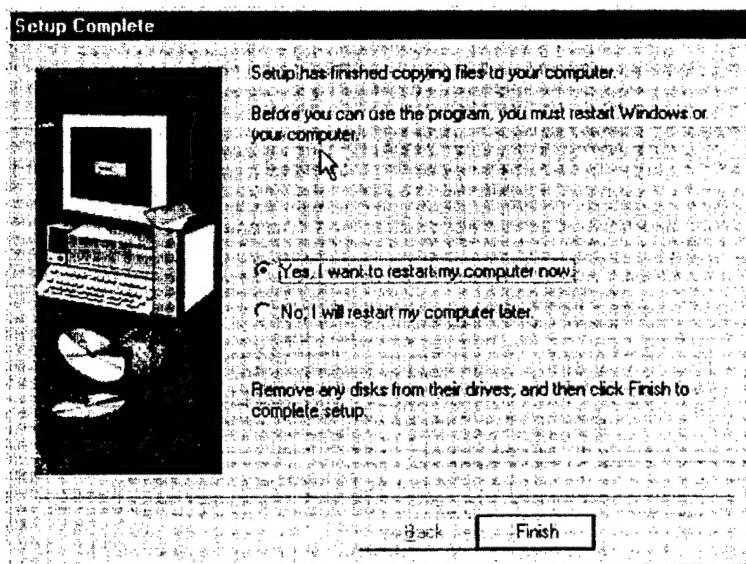 Setup Complete
Setup has finished copying files to your computer.
Before you can use the program, you must restart Windows or
your computer.
Yes, I want to restart my computer now.
No, I will restart my computer later.
Remove any disks from their drives, and then click Finish to
complete setup.
Back
Finish